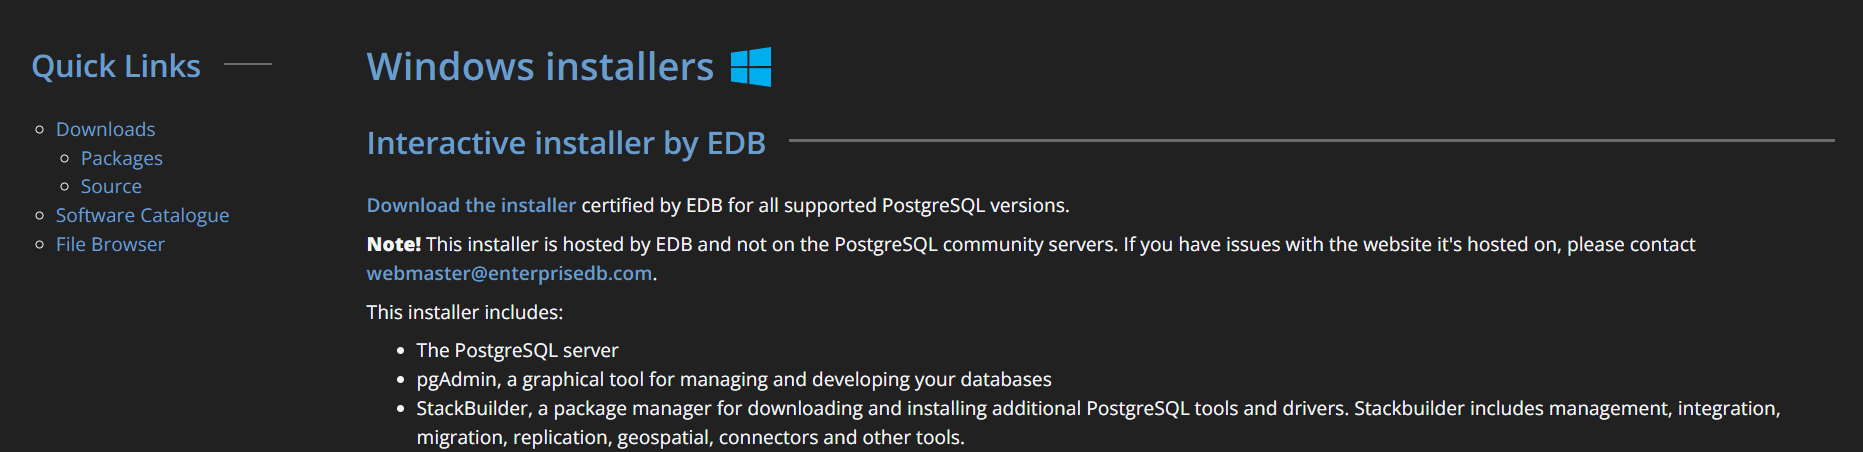 Quick Links
Downloads
Packages
Source
Software Catalogue
File Browser
Windows installers
Interactive installer by EDB
Download the installer certified by EDB for all supported PostgreSQL versions.
Note! This installer is hosted by EDB and not on the PostgreSQL community servers. If you have issues with the website it's hosted on, please contact
webmaster@enterprisedb.com.
This installer includes:
The PostgreSQL server
pgAdmin, a graphical tool for managing and developing your databases
StackBuilder, a package manager for downloading and installing additional PostgreSQL tools and drivers. Stackbuilder includes management, integration,
migration, replication, geospatial, connectors and other tools.